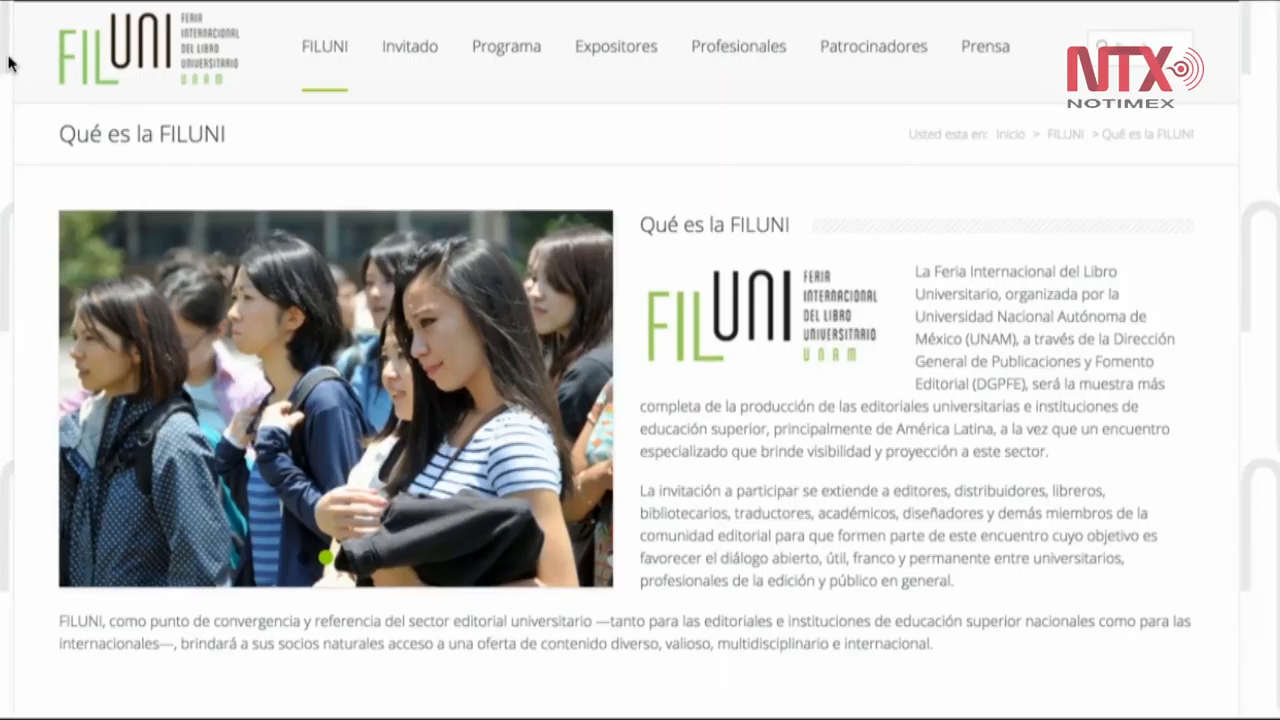 FILUNI
FERIA
INTERNACIONAL
DEL LIBRO
UNIVERSITARIO
UNAM
FILUNI Invitado Programa Expositores Profesionales Patrocinadores Prensa
NTX
NOTIMEX
Qué es la FILUNI
Usted esta en: Inicio > FILUNI > Qué es la FILUNI
Qué es la FILUNI
FILUNI
FERIA
INTERNACIONAL
DEL LIBRO
UNIVERSITARIO
UNAM
La Feria Internacional del Libro
Universitario, organizada por la
Universidad Nacional Autónoma de
México (UNAM), a través de la Dirección
General de Publicaciones y Fomento
Editorial (DGPFE), será la muestra más
completa de la producción de las editoriales universitarias e instituciones de
educación superior, principalmente de América Latina, a la vez que un encuentro
especializado que brinde visibilidad y proyección a este sector.
La invitación a participar se extiende a editores, distribuidores, libreros,
bibliotecarios, traductores, académicos, diseñadores y demás miembros de la
comunidad editorial para que formen parte de este encuentro cuyo objetivo es
favorecer el diálogo abierto, útil, franco y permanente entre universitarios,
profesionales de la edición y público en general.
FILUNI, como punto de convergencia y referencia del sector editorial universitario —tanto para las editoriales e instituciones de educación superior nacionales como para las
internacionales—, brindará a sus socios naturales acceso a una oferta de contenido diverso, valioso, multidisciplinario e internacional.